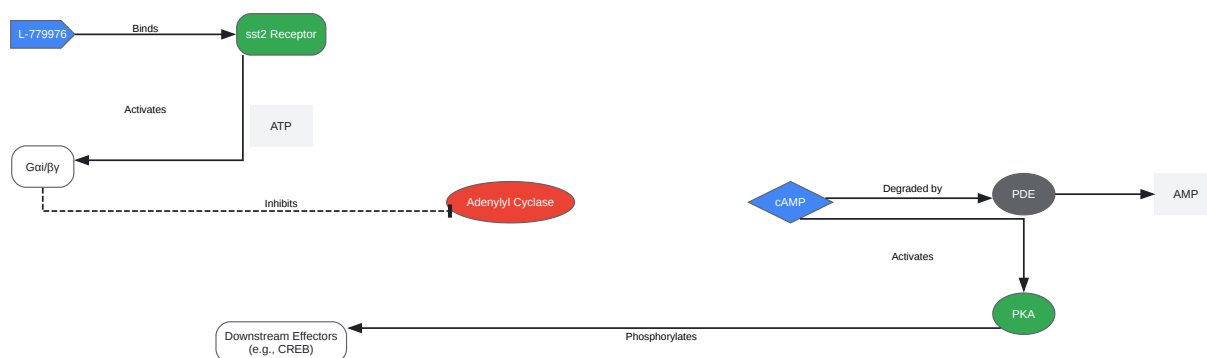 L-779976
Binds
sst2 Receptor
Activates
ATP
Gαi/βγ
Inhibits
Adenylyl Cyclase
cAMP
Degraded by
PDE
AMP
Activates
PKA
Phosphorylates
Downstream Effectors
(e.g., CREB)